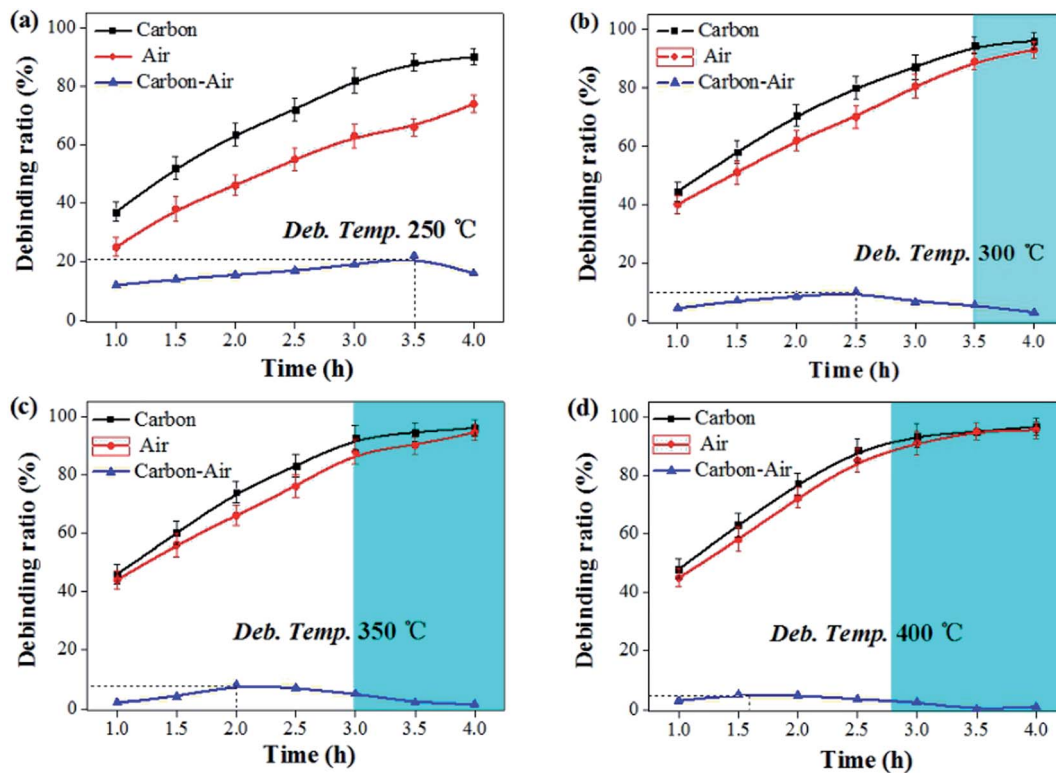 (a)
Carbon
Air
Carbon-Air
Debinding ratio (%)
100
80
60
40
20
0
Deb. Temp. 250 ℃
1.0 1.5 2.0 2.5 3.0 3.5 4.0
Time (h)
(b)
Carbon
Air
Carbon-Air
Debinding ratio (%)
100
80
60
40
20
0
Deb. Temp. 300 ℃
1.0 1.5 2.0 2.5 3.0 3.5 4.0
Time (h)
(c)
Carbon
Air
Carbon-Air
Debinding ratio (%)
100
80
60
40
20
0
Deb. Temp. 350 ℃
1.0 1.5 2.0 2.5 3.0 3.5 4.0
Time (h)
(d)
Carbon
Air
Carbon-Air
Debinding ratio (%)
100
80
60
40
20
0
Deb. Temp. 400 ℃
1.0 1.5 2.0 2.5 3.0 3.5 4.0
Time (h)